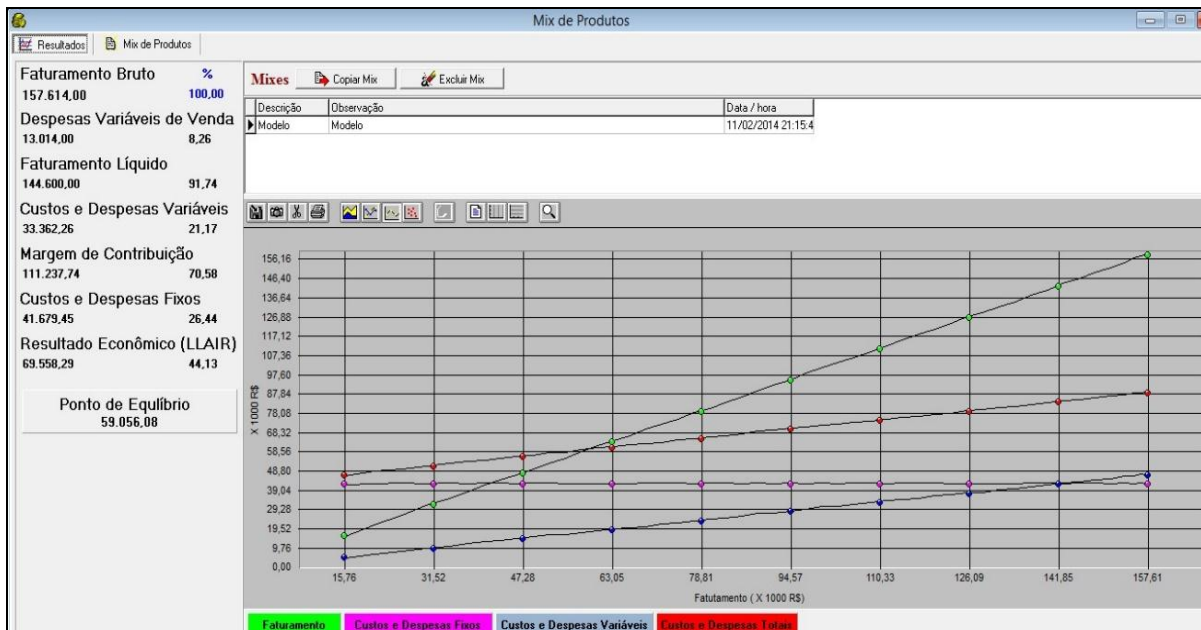 Mix de Produtos
Resultados Mix de Produtos
Faturamento Bruto %
157.614,00 100,00
Despesas Variáveis de Venda
13.014,00 8,26
Faturamento Líquido
144.600,00 91,74
Custos e Despesas Variáveis
33.362,26 21,17
Margem de Contribuição
111.237,74 70,58
Custos e Despesas Fixos
41.679,45 26,44
Resultado Econômico (LLAIR)
69.558,29 44,13
Ponto de Equlíbrio
59.056,08
Mixes Copiar Mix Excluir Mix
Descrição Observação Data / hora
Modelo Modelo 11/02/2014 21:15:4
X 1000 R$
156,16
146,40
136,64
126,88
117,12
107,36
97,60
87,84
78,08
68,32
58,56
48,80
39,04
29,28
19,52
9,76
0,00
15,76 31,52 47,28 63,05 78,81 94,57 110,33 126,09 141,85 157,61
Fatutamento ( X 1000 R$)
Faturamento Custos e Despesas Fixos Custos e Despesas Variáveis Custos e Despesas Totais